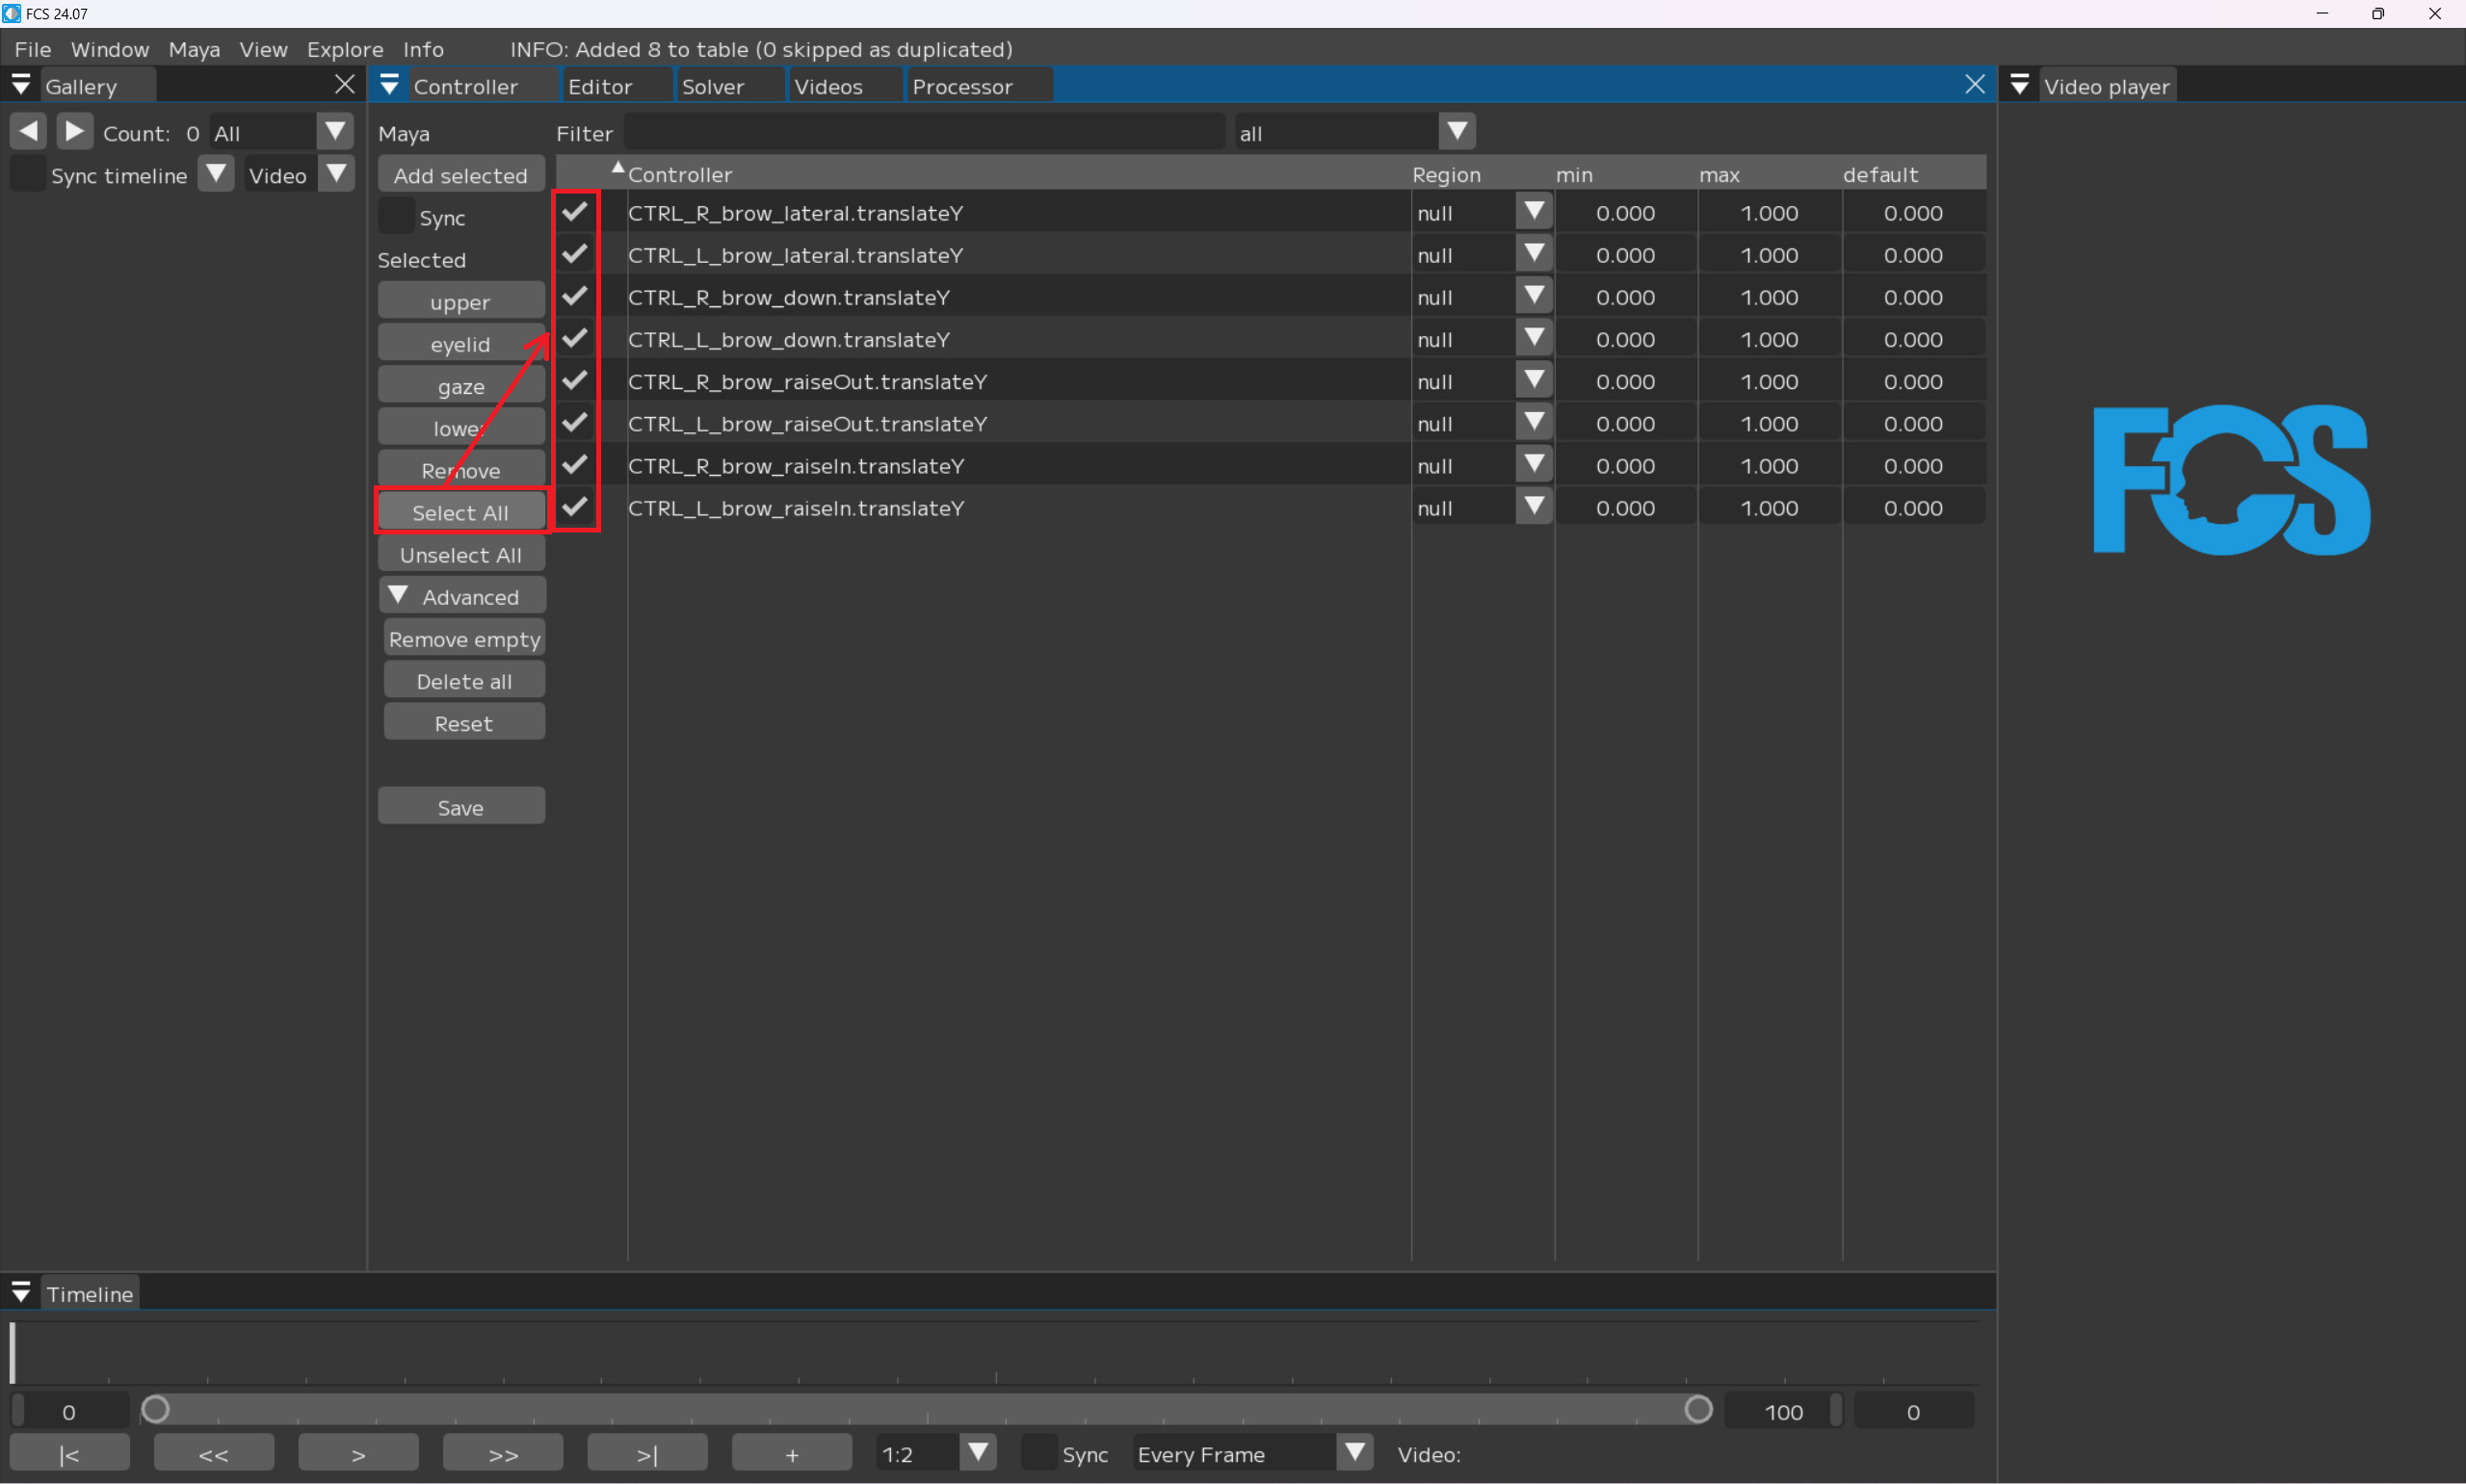 FCS 24.07
File Window Maya View Explore Info INFO: Added 8 to table (0 skipped as duplicated)
Gallery
Controller Editor Solver Videos Processor
Video player
Count: 0 All
Sync timeline Video
Maya Filter all
Add selected
Sync
Selected
upper
eyelid
gaze
Remove
Select All
Unselect All
Advanced
Remove empty
Delete all
Reset
Save
Controller Region min max default
CTRL_R_brow_lateral.translateY null 0.000 1.000 0.000
CTRL_L_brow_lateral.translateY null 0.000 1.000 0.000
CTRL_R_brow_down.translateY null 0.000 1.000 0.000
CTRL_L_brow_down.translateY null 0.000 1.000 0.000
CTRL_R_brow_raiseOut.translateY null 0.000 1.000 0.000
CTRL_L_brow_raiseOut.translateY null 0.000 1.000 0.000
CTRL_R_brow_raiseIn.translateY null 0.000 1.000 0.000
CTRL_L_brow_raiseIn.translateY null 0.000 1.000 0.000
FCS
Timeline
0 100 0
|< << > >> >| + 1:2 Sync Every Frame Video: